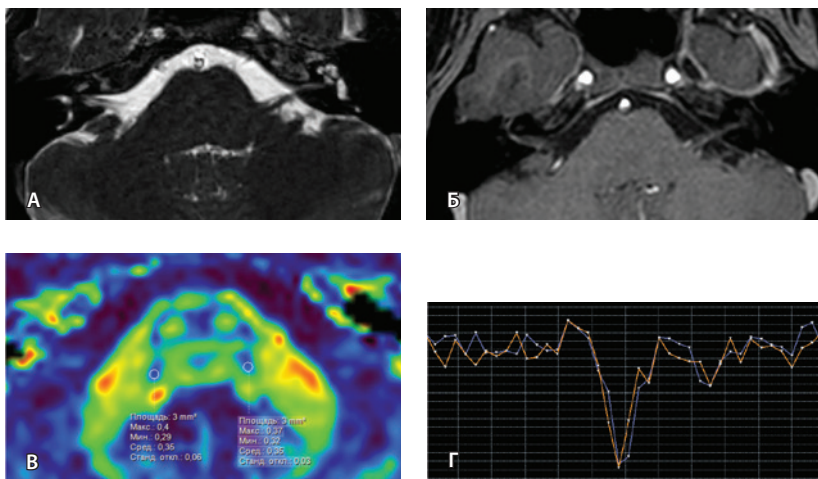 А
Б
Площадь: 3 mm²
Макс.: 0,4
Мин.: 0,29
Сред.: 0,35
Станд. откл.: 0,06
Площадь: 3 mm²
Макс.: 0,37
Мин.: 0,32
Сред.: 0,35
Станд. откл.: 0,03
В
Г